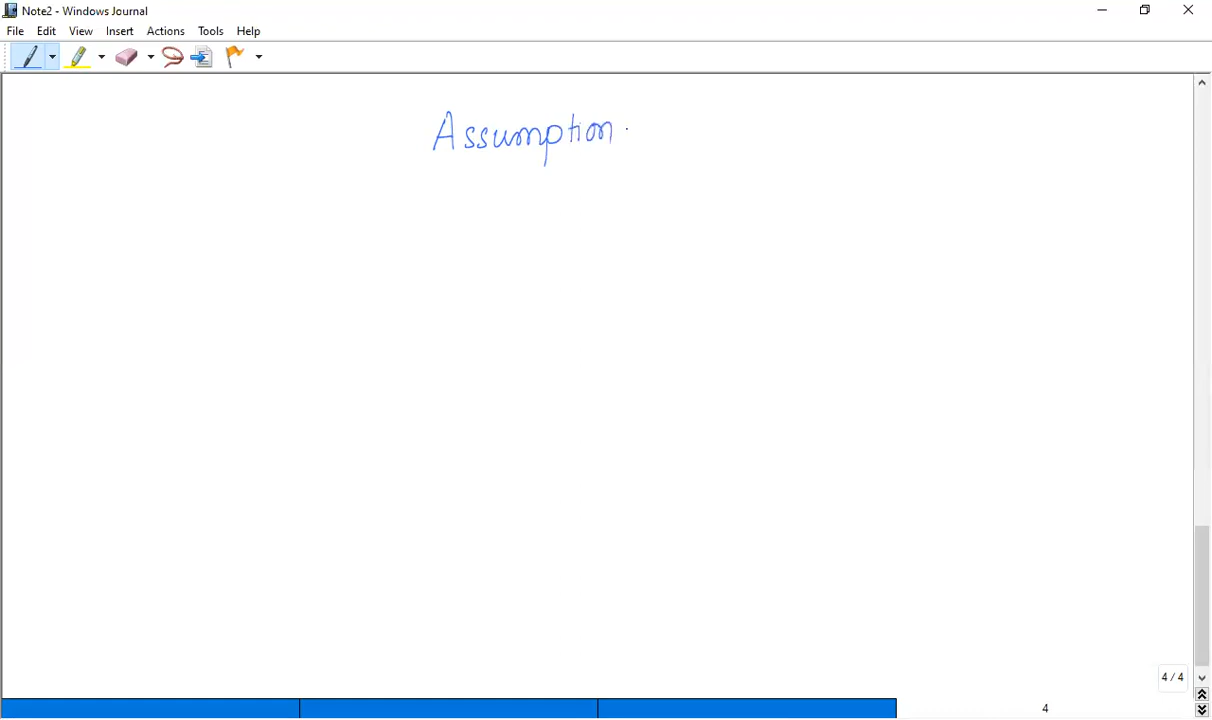 Note2 - Windows Journal
File Edit View Insert Actions Tools Help
Assumption
4 / 4
4